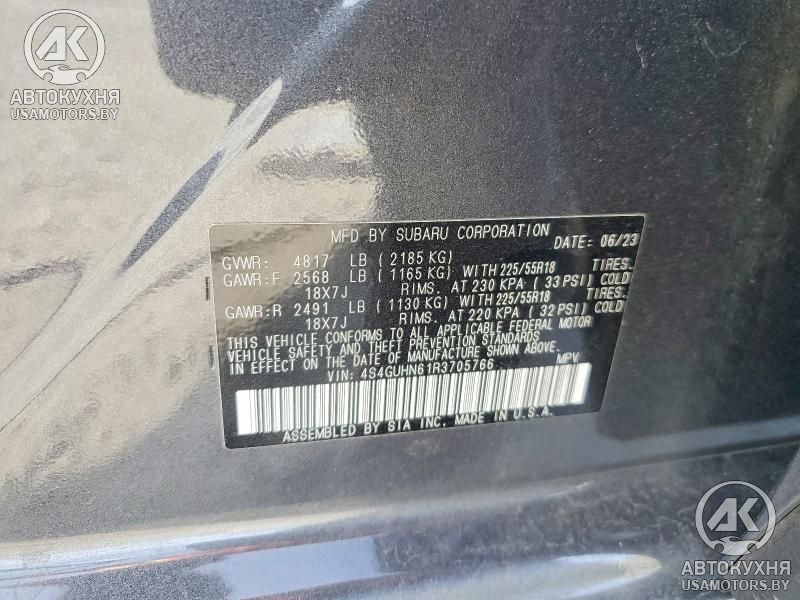 AK
АВТОКУХНЯ
USAMOTORS.BY
MFD BY SUBARU CORPORATION
DATE: 06/23
GVWR: 4817 LB (2185 KG)
GAWR:F 2568 LB (1165 KG) WITH 225/55R18 TIRES.
18X7J RIMS. AT 230 KPA ( 33 PSI) COLD
GAWR:R 2491 LB (1130 KG) WITH 225/55R18 TIRES.
18X7J RIMS. AT 220 KPA ( 32 PSI) COLD
THIS VEHICLE CONFORMS TO ALL APPLICABLE FEDERAL MOTOR
VEHICLE SAFETY AND THEFT PREVENTION STANDARDS
IN EFFECT ON THE DATE OF MANUFACTURE SHOWN ABOVE.
VIN: 4S4GUHN61R3705766 MPV
ASSEMBLED BY SIA INC. MADE IN U.S.A.
AK
АВТОКУХНЯ
USAMOTORS.BY